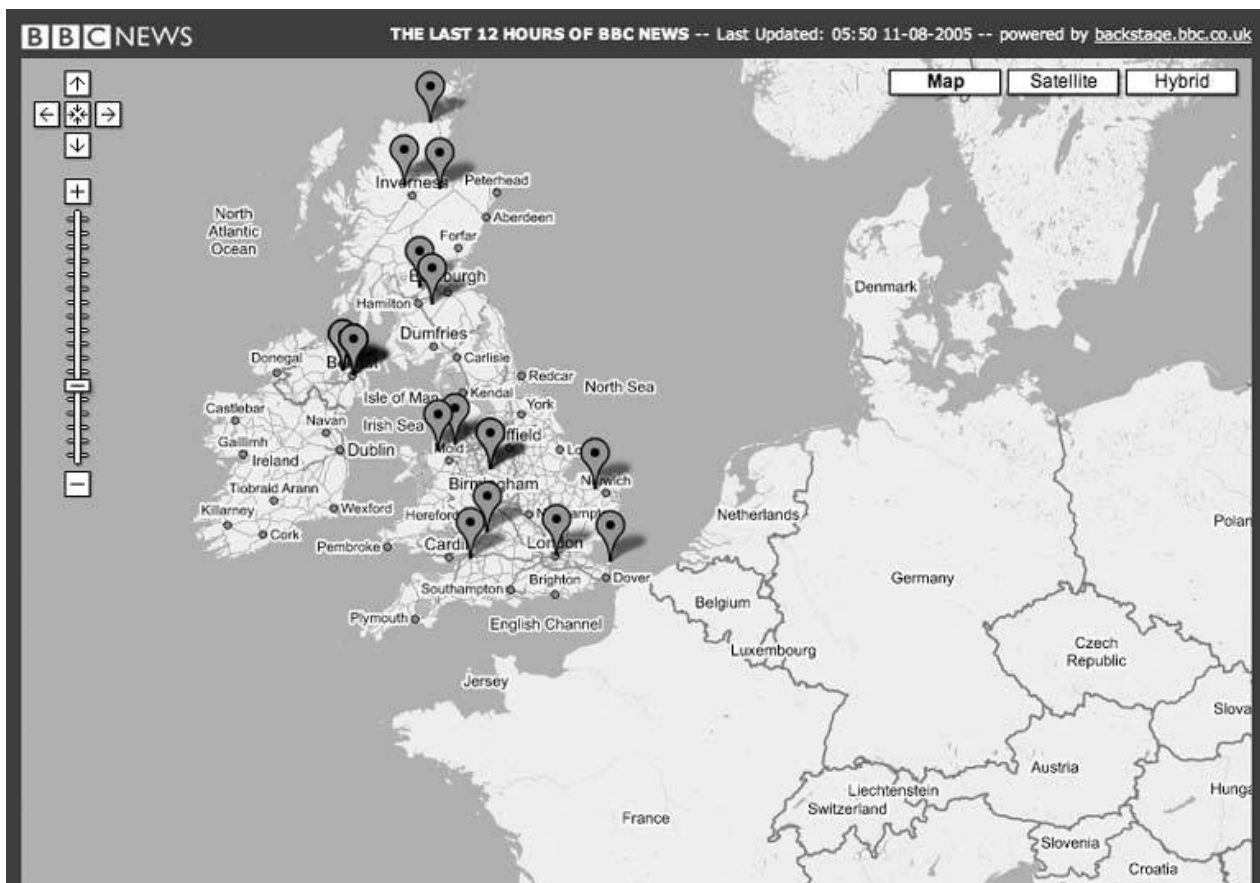 BBC NEWS
THE LAST 12 HOURS OF BBC NEWS -- Last Updated: 05:50 11-08-2005 -- powered by backstage.bbc.co.uk
Map
Satellite
Hybrid
Inverness
Peterhead
North
Atlantic
Ocean
Aberdeen
Forfar
Denmark
Hamilton
Dumfries
Donegal
Carlisle
Redcar
North Sea
Isle of Man
Kendal
Castlebar
York
Navan
Irish Sea
Gaillimh
Dublin
Mold
Ireland
Birmingham
Norwich
Tiobraid Arann
Wexford
Hereford
Netherlands
Killarney
Cork
Pembroke
London
Germany
Dover
Southampton
Brighton
Belgium
Plymouth
English Channel
Czech
Republic
Luxembourg
Jersey
Austria
Liechtenstein
Switzerland
France
Slovenia
Croatia